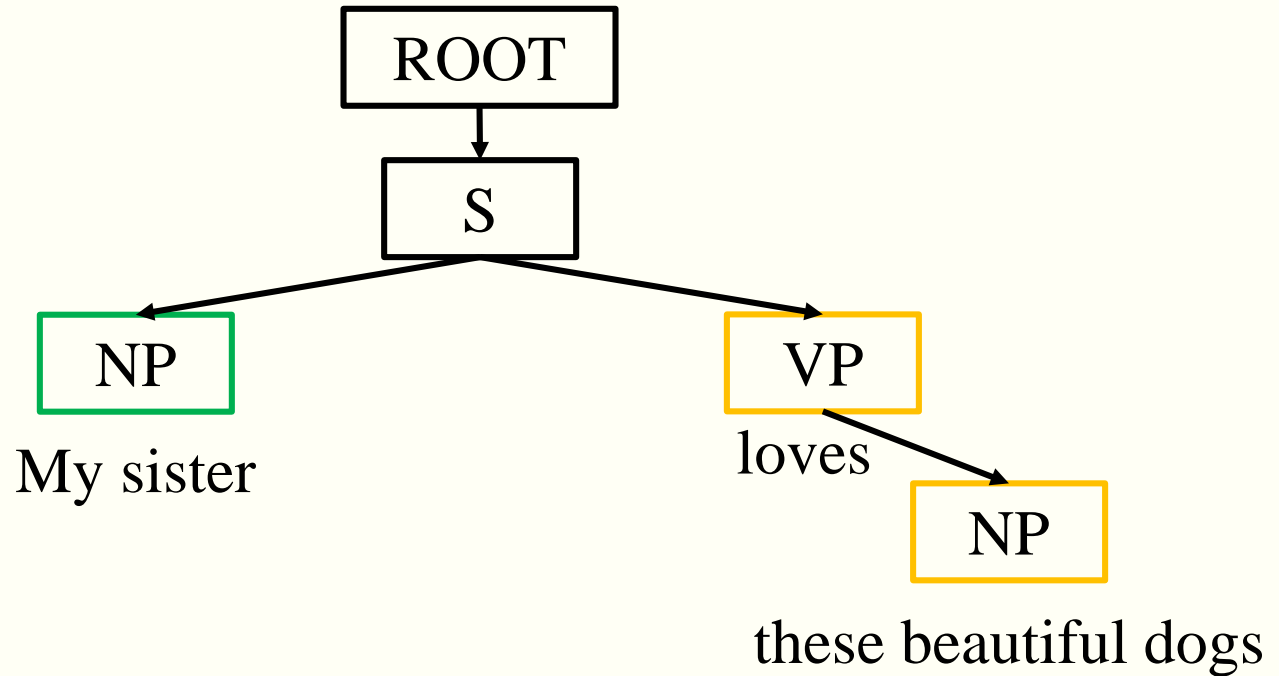 ROOT
S
NP
VP
My sister
loves
NP
these beautiful dogs